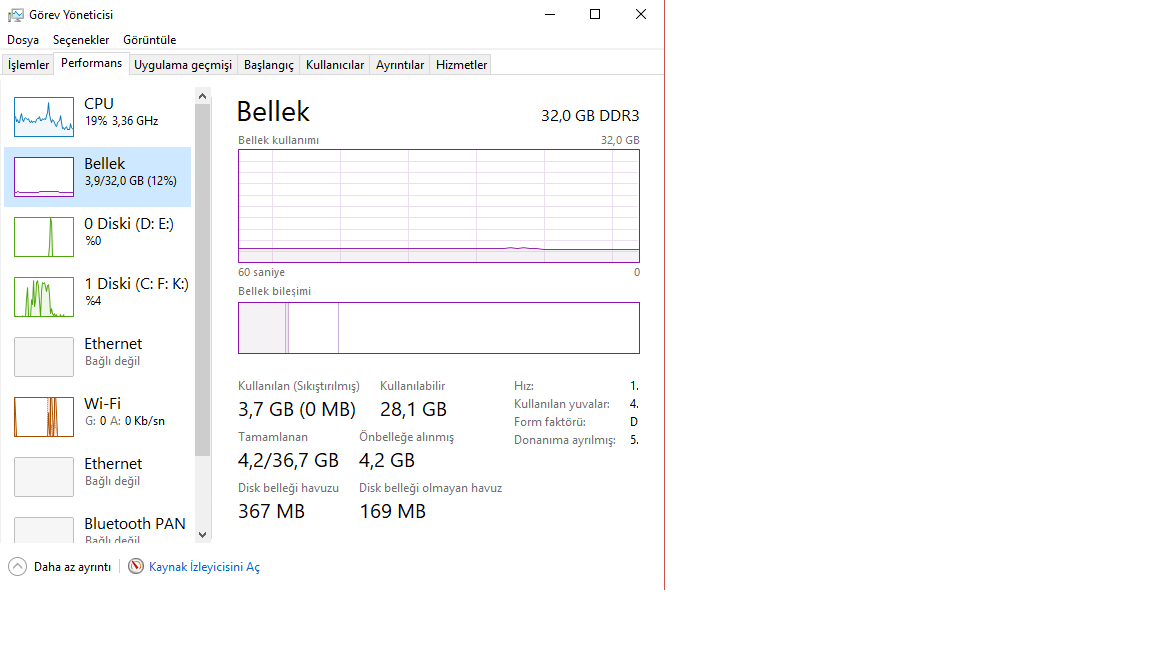 Görev Yöneticisi
Dosya Seçenekler Görüntüle
İşlemler Performans Uygulama geçmişi Başlangıç Kullanıcılar Ayrıntılar Hizmetler
CPU
19% 3,36 GHz
Bellek
3,9/32,0 GB (12%)
0 Diski (D: E:)
%0
1 Diski (C: F: K:)
%4
Ethernet
Bağlı değil
Wi-Fi
G: 0 A: 0 Kb/sn
Ethernet
Bağlı değil
Bluetooth PAN
Bağlı değil
Bellek 32,0 GB DDR3
Bellek kullanımı 32,0 GB
60 saniye 0
Bellek bileşimi
Kullanılan (Sıkıştırılmış) Kullanılabilir
3,7 GB (0 MB) 28,1 GB
Tamamlanan Önbelleğe alınmış
4,2/36,7 GB 4,2 GB
Disk belleği havuzu Disk belleği olmayan havuz
367 MB 169 MB
Hız: 1.
Kullanılan yuvalar: 4.
Form faktörü: D
Donanıma ayrılmış: 5.
Daha az ayrıntı Kaynak İzleyicisini Aç